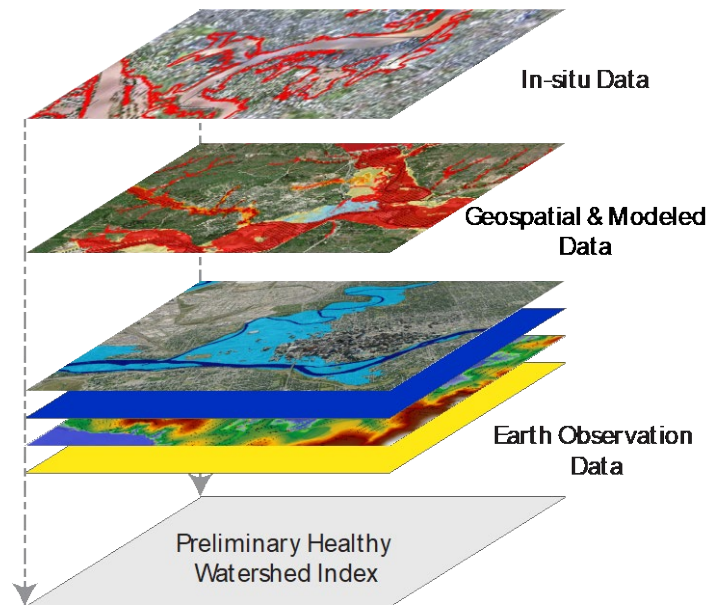 In-situ Data
Geospatial & Modeled
Data
Earth Observation
Data
Preliminary Healthy
Watershed Index